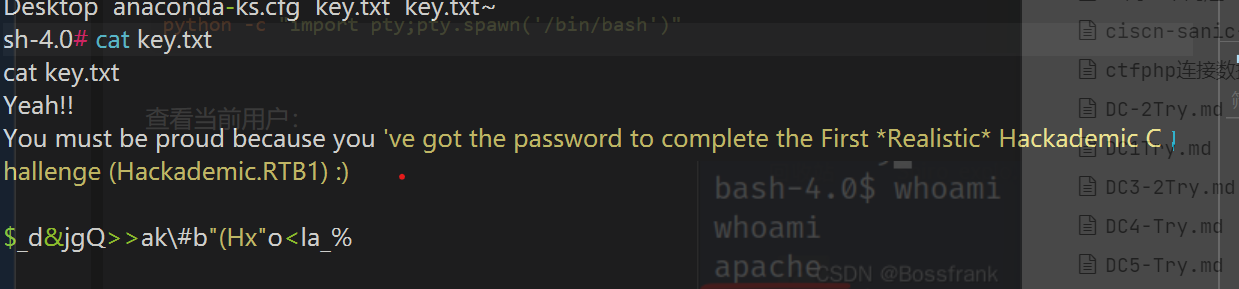 Desktop  anaconda-ks.cfg  key.txt  key.txt~
python -c "import pty;pty.spawn('/bin/bash')"
sh-4.0# cat key.txt
cat key.txt
Yeah!!
查看当前用户：
You must be proud because you 've got the password to complete the First *Realistic* Hackademic C
hallenge (Hackademic.RTB1) :)
$_d&jgQ>>ak\#b"(Hx"o<la_%
bash-4.0$ whoami
whoami
apache
CSDN @Bossfrank
ciscn-sanic
ctfphp连接数
DC-2Try.md
DC1Try.md
DC3-2Try.md
DC4-Try.md
DC5-Try.md